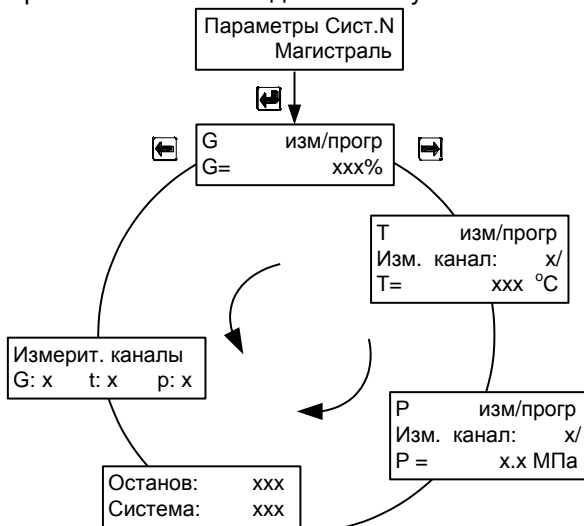 Параметры Сист.N
Магистраль
G изм/прогр
G= xxx%
T изм/прогр
Изм. канал: x/
T= xxx °C
Измерит. каналы
G: x t: x p: x
P изм/прогр
Изм. канал: x/
P = x.x МПа
Останов: xxx
Система: xxx